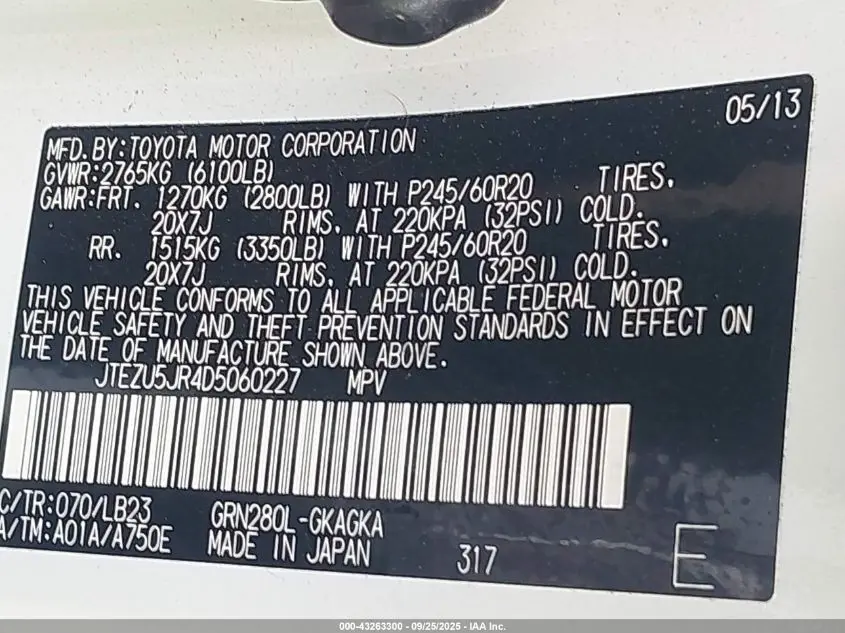 05/13
MFD.BY:TOYOTA MOTOR CORPORATION
GVWR:2765KG (6100LB)
GAWR:FRT. 1270KG (2800LB) WITH P245/60R20 TIRES.
20X7J RIMS. AT 220KPA (32PSI) COLD.
RR. 1515KG (3350LB) WITH P245/60R20 TIRES.
20X7J RIMS. AT 220KPA (32PSI) COLD.
THIS VEHICLE CONFORMS TO ALL APPLICABLE FEDERAL MOTOR
VEHICLE SAFETY AND THEFT PREVENTION STANDARDS IN EFFECT ON
THE DATE OF MANUFACTURE SHOWN ABOVE.
JTEZU5JR4D5060227 MPV
C/TR:070/LB23 GRN280L-GKAGKA
A/TM:A01A/A750E MADE IN JAPAN 317 E
000-43263300 - 09/25/2025 - IAA Inc.